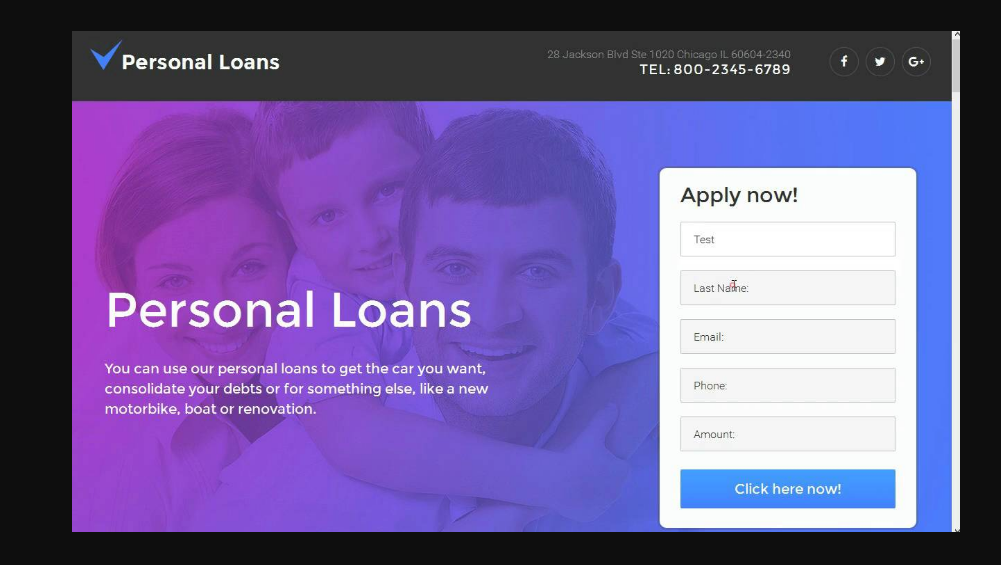 Personal Loans
28 Jackson Blvd Ste 1020 Chicago IL 60604-2340
TEL: 800-2345-6789
Personal Loans
You can use our personal loans to get the car you want,
consolidate your debts or for something else, like a new
motorbike, boat or renovation.
Apply now!
Test
Last Name:
Email:
Phone:
Amount:
Click here now!